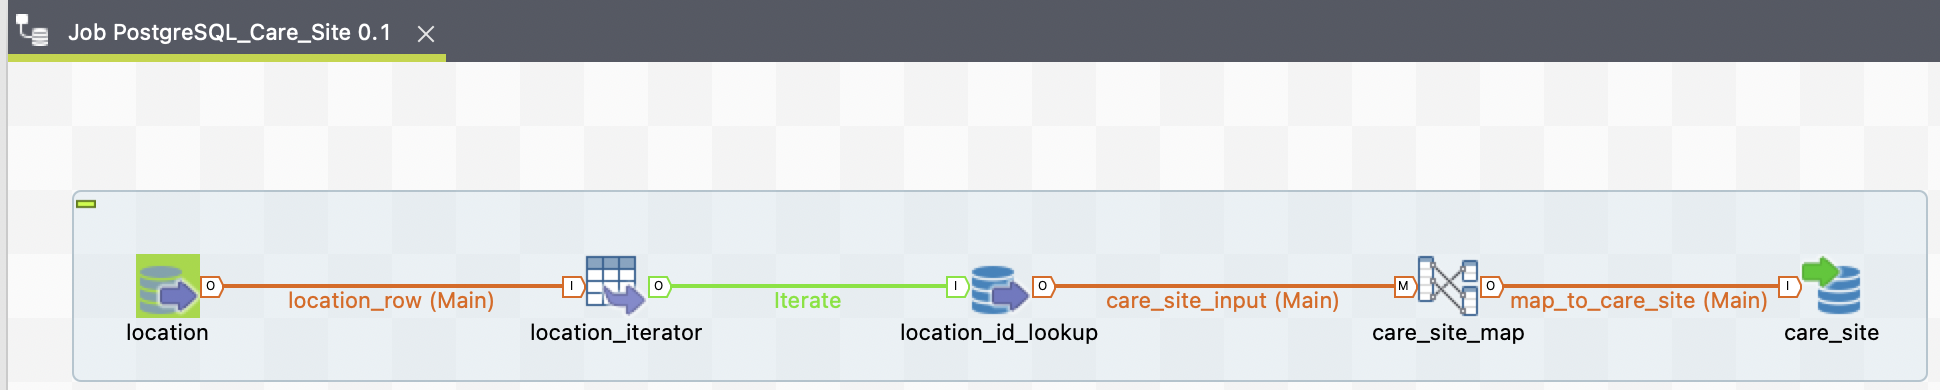 Job PostgreSQL_Care_Site 0.1
O location_row (Main) I O Iterate I O care_site_input (Main) M O map_to_care_site (Main) I
location location_iterator location_id_lookup care_site_map care_site